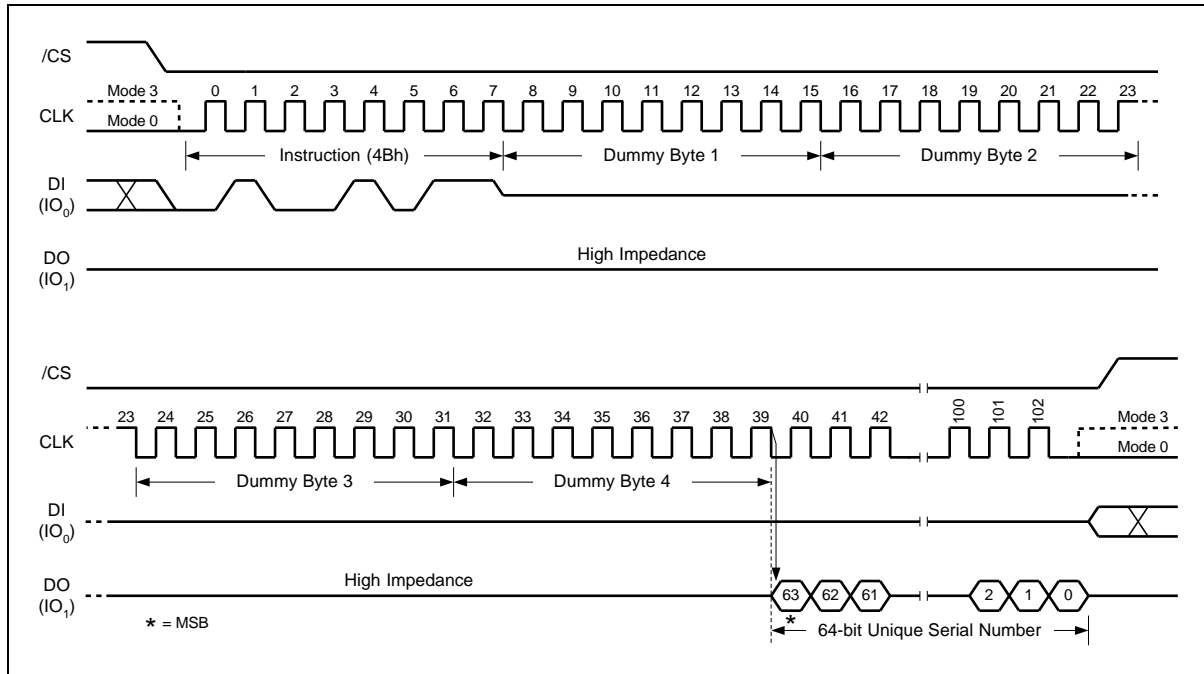 /CS
Mode 3 0 1 2 3 4 5 6 7 8 9 10 11 12 13 14 15 16 17 18 19 20 21 22 23
CLK Mode 0
Instruction (4Bh) Dummy Byte 1 Dummy Byte 2
DI
(IO0)
High Impedance
DO
(IO1)
/CS
23 24 25 26 27 28 29 30 31 32 33 34 35 36 37 38 39 40 41 42 100 101 102 Mode 3
CLK Mode 0
Dummy Byte 3 Dummy Byte 4
DI
(IO0)
High Impedance
DO
(IO1)
63 62 61 2 1 0
* = MSB * 64-bit Unique Serial Number